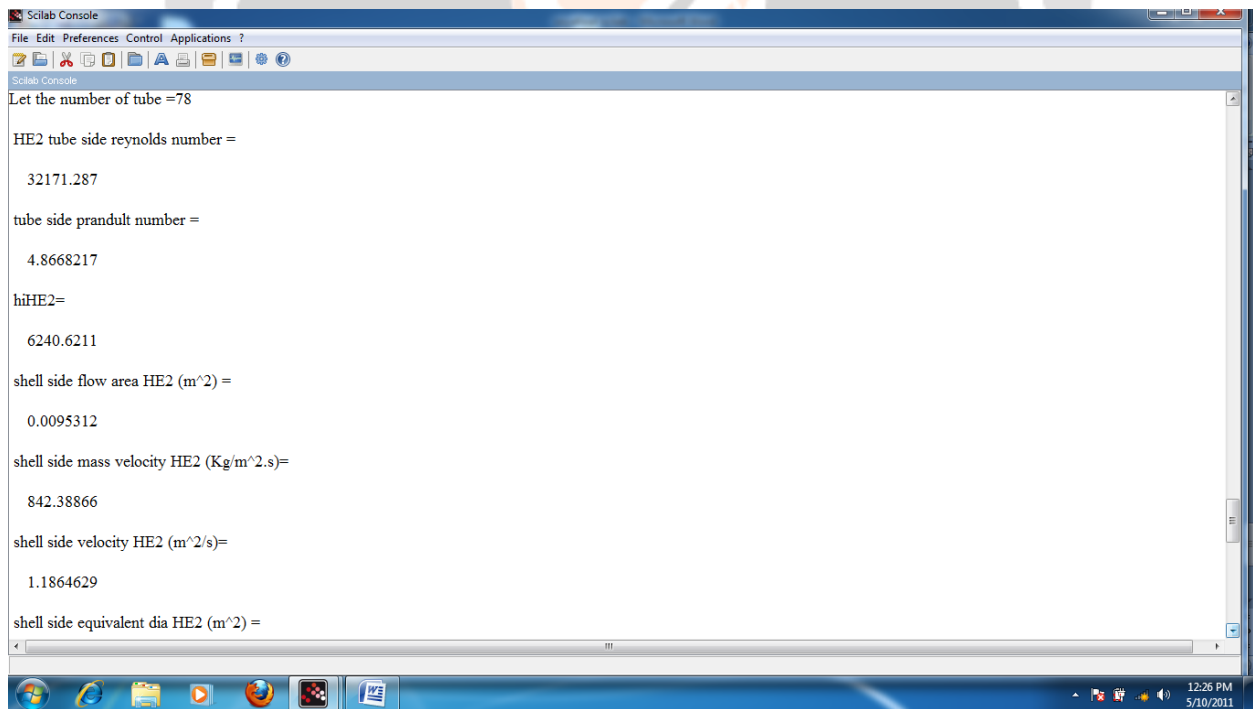 Scilab Console
File Edit Preferences Control Applications ?
Scilab Console
Let the number of tube =78
HE2 tube side reynolds number =
32171.287
tube side prandult number =
4.8668217
hiHE2=
6240.6211
shell side flow area HE2 (m^2) =
0.0095312
shell side mass velocity HE2 (Kg/m^2.s)=
842.38866
shell side velocity HE2 (m^2/s)=
1.1864629
shell side equivalent dia HE2 (m^2) =
12:26 PM
5/10/2011